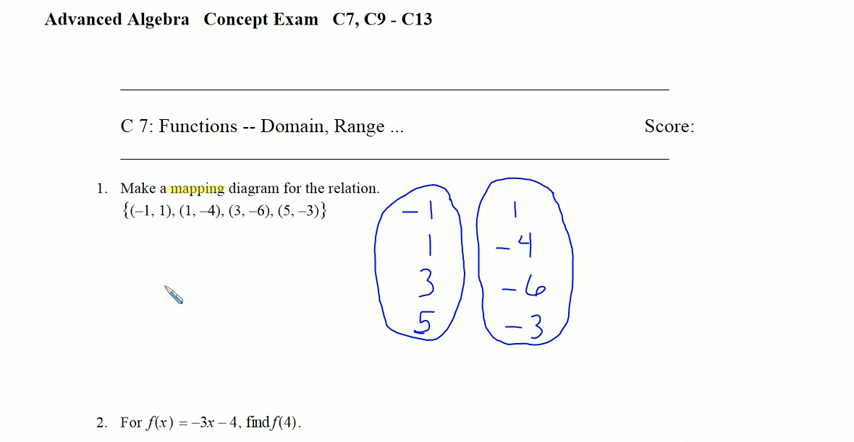 Advanced Algebra Concept Exam C7, C9 - C13
C 7: Functions -- Domain, Range ... Score:
1. Make a mapping diagram for the relation.
{(–1, 1), (1, –4), (3, –6), (5, –3)}
–1 1
1 –4
3 –6
5 –3
2. For f(x) = –3x – 4, find f(4).